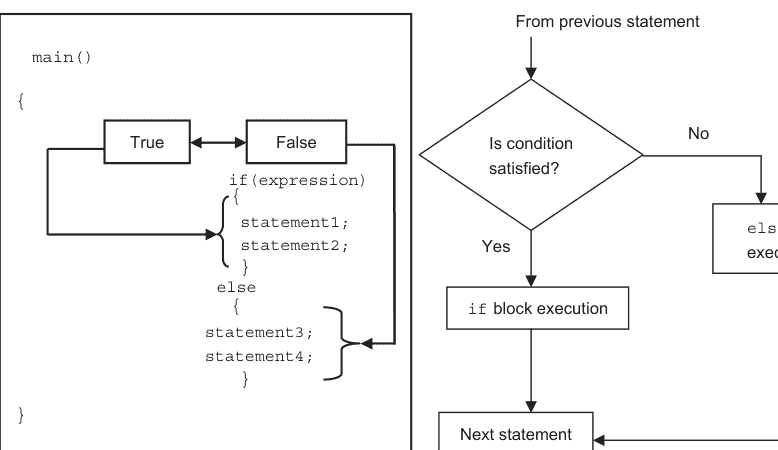 main()
{
True
False
if(expression)
{
statement1;
statement2;
}
else
{
statement3;
statement4;
}
}
From previous statement
Is condition
satisfied?
No
Yes
if block execution
Next statement